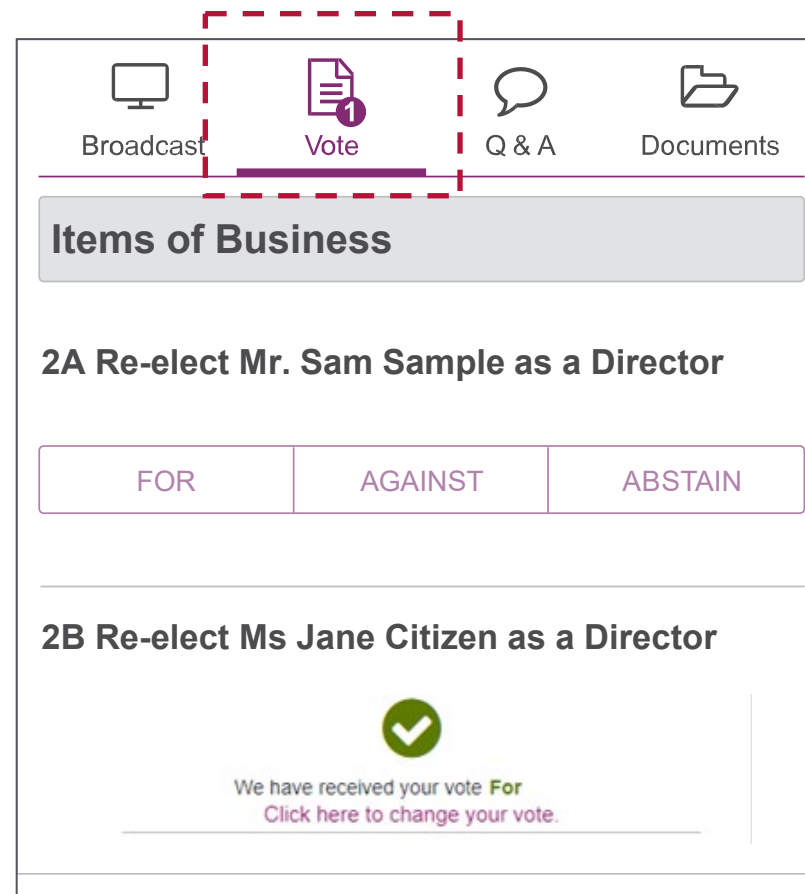 1
Broadcast Vote Q & A Documents
Items of Business
2A Re-elect Mr. Sam Sample as a Director
FOR AGAINST ABSTAIN
2B Re-elect Ms Jane Citizen as a Director
We have received your vote For
Click here to change your vote.